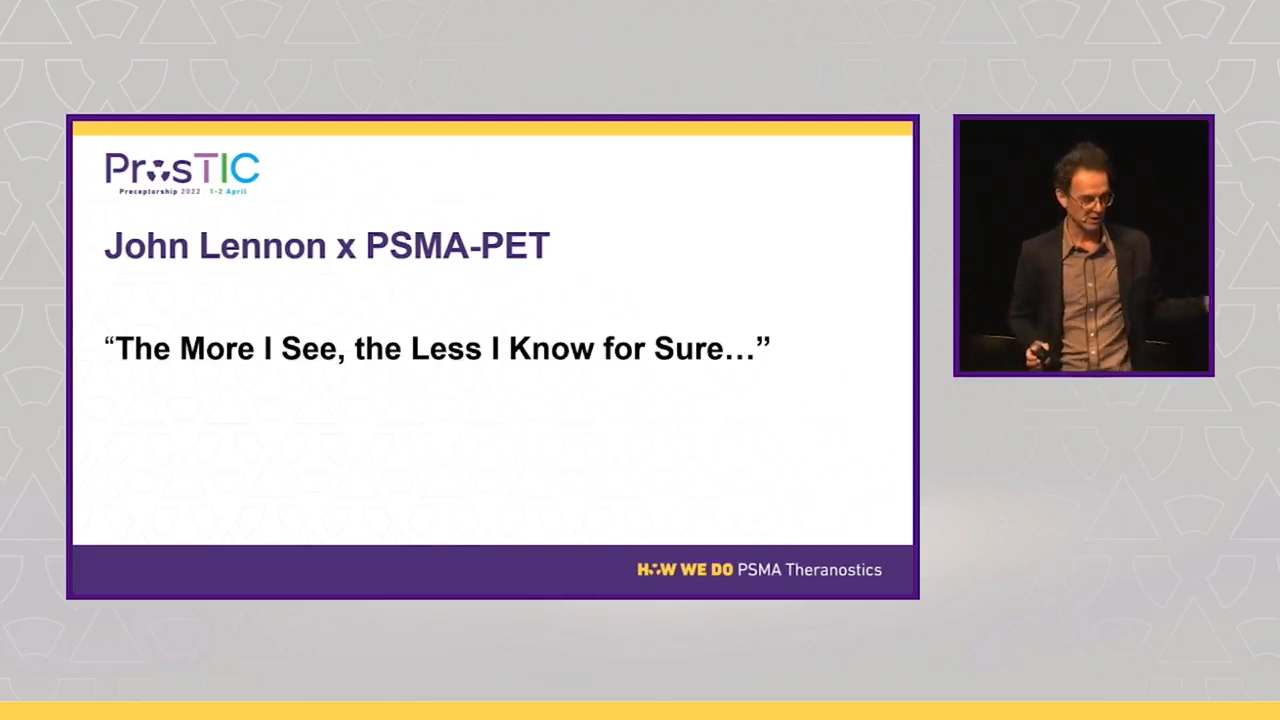 ProsTIC
Preceptorship 2022 1-2 April
John Lennon x PSMA-PET
“The More I See, the Less I Know for Sure…”
HOW WE DO PSMA Theranostics